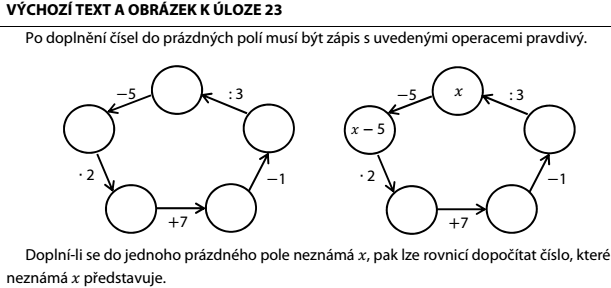 VÝCHOZÍ TEXT A OBRÁZEK K ÚLOZE 23
Po doplnění čísel do prázdných polí musí být zápis s uvedenými operacemi pravdivý.
−5 : 3
· 2 −1
+7
x
−5 : 3
x − 5
· 2 −1
+7
Doplní-li se do jednoho prázdného pole neznámá x, pak lze rovnicí dopočítat číslo, které
neznámá x představuje.